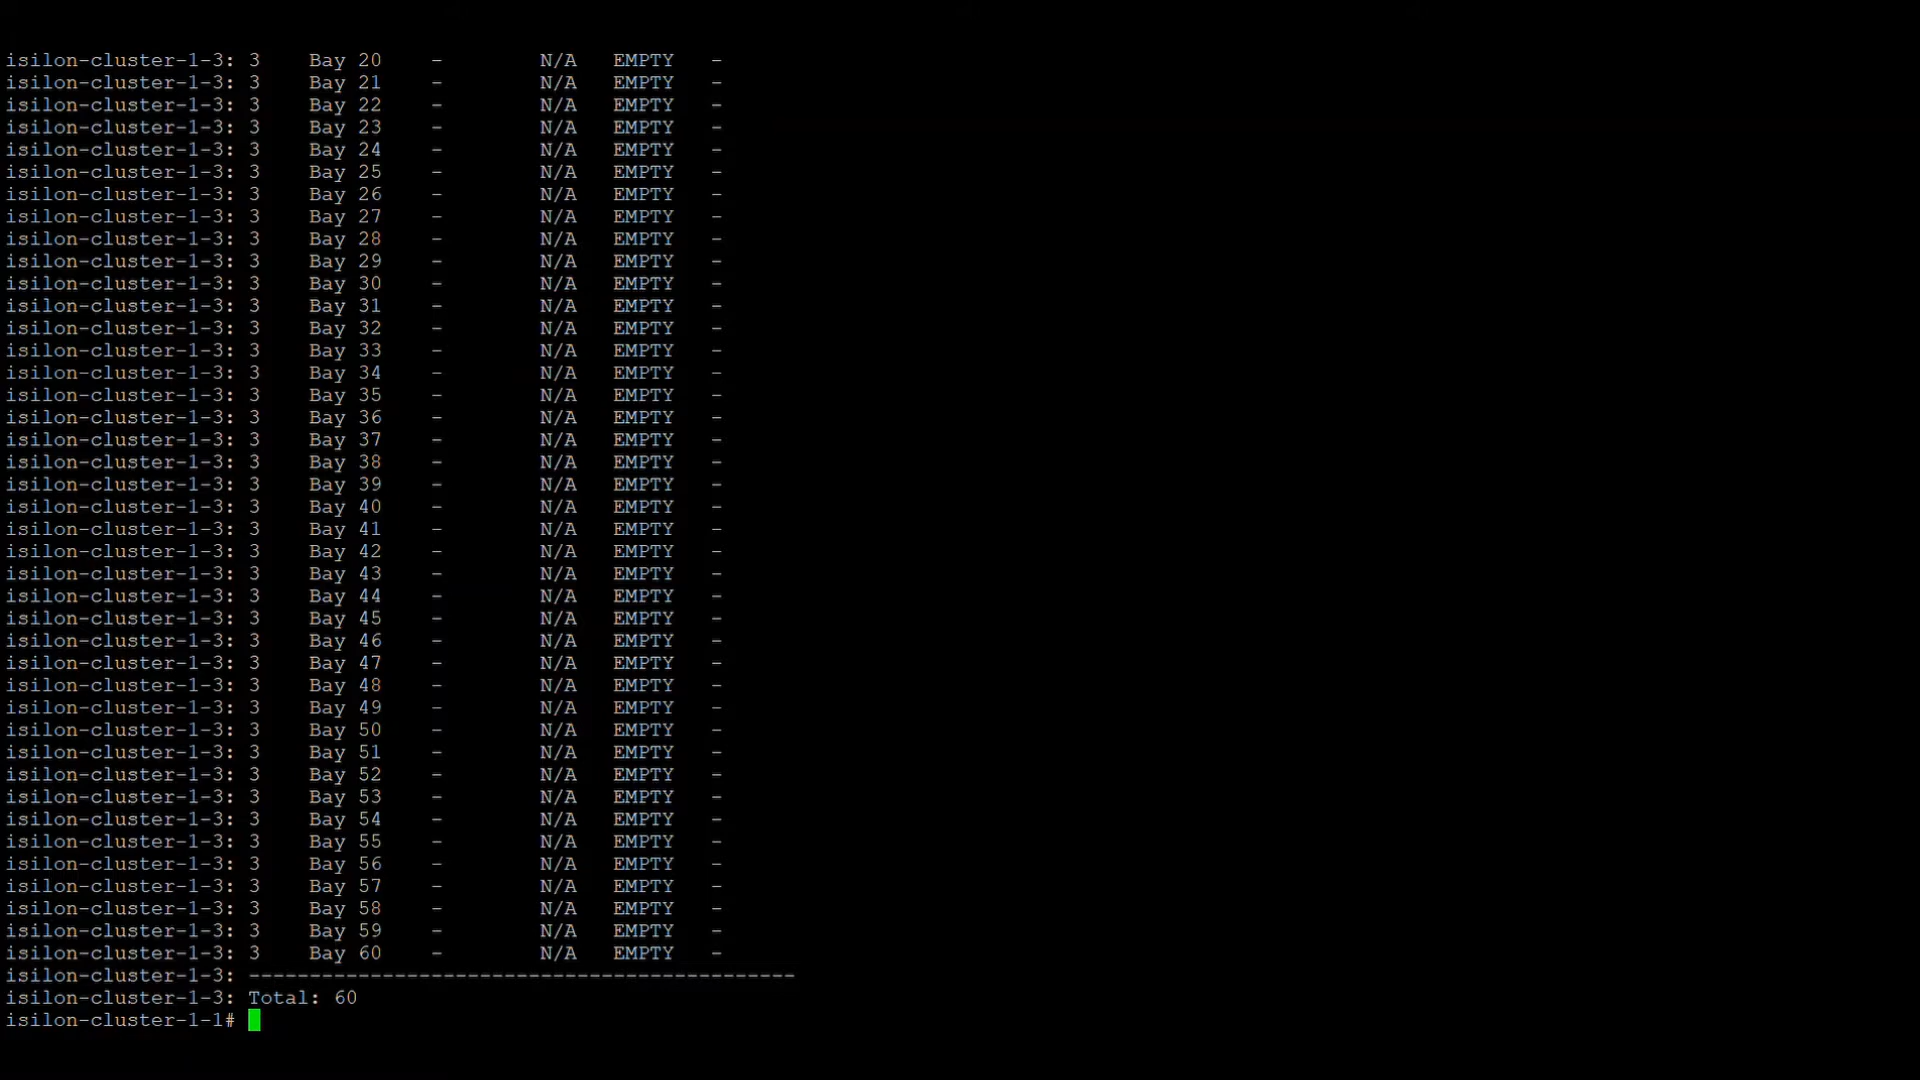 isilon-cluster-1-3: 3    Bay 20    -        N/A   EMPTY   -
isilon-cluster-1-3: 3    Bay 21    -        N/A   EMPTY   -
isilon-cluster-1-3: 3    Bay 22    -        N/A   EMPTY   -
isilon-cluster-1-3: 3    Bay 23    -        N/A   EMPTY   -
isilon-cluster-1-3: 3    Bay 24    -        N/A   EMPTY   -
isilon-cluster-1-3: 3    Bay 25    -        N/A   EMPTY   -
isilon-cluster-1-3: 3    Bay 26    -        N/A   EMPTY   -
isilon-cluster-1-3: 3    Bay 27    -        N/A   EMPTY   -
isilon-cluster-1-3: 3    Bay 28    -        N/A   EMPTY   -
isilon-cluster-1-3: 3    Bay 29    -        N/A   EMPTY   -
isilon-cluster-1-3: 3    Bay 30    -        N/A   EMPTY   -
isilon-cluster-1-3: 3    Bay 31    -        N/A   EMPTY   -
isilon-cluster-1-3: 3    Bay 32    -        N/A   EMPTY   -
isilon-cluster-1-3: 3    Bay 33    -        N/A   EMPTY   -
isilon-cluster-1-3: 3    Bay 34    -        N/A   EMPTY   -
isilon-cluster-1-3: 3    Bay 35    -        N/A   EMPTY   -
isilon-cluster-1-3: 3    Bay 36    -        N/A   EMPTY   -
isilon-cluster-1-3: 3    Bay 37    -        N/A   EMPTY   -
isilon-cluster-1-3: 3    Bay 38    -        N/A   EMPTY   -
isilon-cluster-1-3: 3    Bay 39    -        N/A   EMPTY   -
isilon-cluster-1-3: 3    Bay 40    -        N/A   EMPTY   -
isilon-cluster-1-3: 3    Bay 41    -        N/A   EMPTY   -
isilon-cluster-1-3: 3    Bay 42    -        N/A   EMPTY   -
isilon-cluster-1-3: 3    Bay 43    -        N/A   EMPTY   -
isilon-cluster-1-3: 3    Bay 44    -        N/A   EMPTY   -
isilon-cluster-1-3: 3    Bay 45    -        N/A   EMPTY   -
isilon-cluster-1-3: 3    Bay 46    -        N/A   EMPTY   -
isilon-cluster-1-3: 3    Bay 47    -        N/A   EMPTY   -
isilon-cluster-1-3: 3    Bay 48    -        N/A   EMPTY   -
isilon-cluster-1-3: 3    Bay 49    -        N/A   EMPTY   -
isilon-cluster-1-3: 3    Bay 50    -        N/A   EMPTY   -
isilon-cluster-1-3: 3    Bay 51    -        N/A   EMPTY   -
isilon-cluster-1-3: 3    Bay 52    -        N/A   EMPTY   -
isilon-cluster-1-3: 3    Bay 53    -        N/A   EMPTY   -
isilon-cluster-1-3: 3    Bay 54    -        N/A   EMPTY   -
isilon-cluster-1-3: 3    Bay 55    -        N/A   EMPTY   -
isilon-cluster-1-3: 3    Bay 56    -        N/A   EMPTY   -
isilon-cluster-1-3: 3    Bay 57    -        N/A   EMPTY   -
isilon-cluster-1-3: 3    Bay 58    -        N/A   EMPTY   -
isilon-cluster-1-3: 3    Bay 59    -        N/A   EMPTY   -
isilon-cluster-1-3: 3    Bay 60    -        N/A   EMPTY   -
isilon-cluster-1-3: ---------------------------------------------
isilon-cluster-1-3: Total: 60
isilon-cluster-1-1#